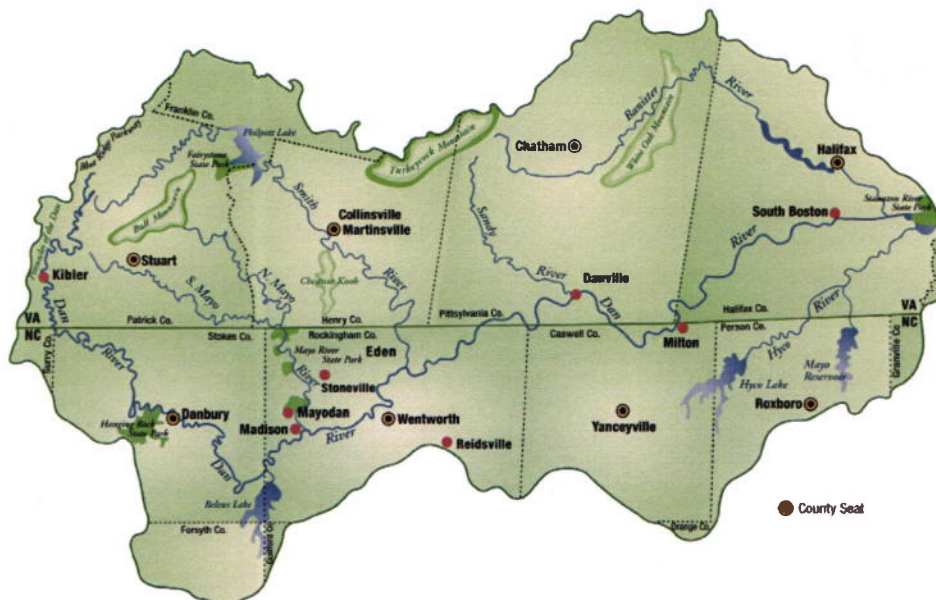 Franklin Co.
Blue Ridge Parkway
Philpott Lake
Fairystone
State Park
Turkeycock Mountain
Chatham
Banister
River
White Oak Mountain
Halifax
Staunton River
State Park
South Boston
River
Smith
Collinsville
Martinsville
Bull Mountain
Sandy
River
Stuart
Kibler
S. Mayo
N. Mayo
River
Danville
Dan
River
Dan
River
VA
NC
Patrick Co.
Henry Co.
Pittsylvania Co.
Halifax Co.
VA
NC
Surry Co.
Stokes Co.
Rockingham Co.
Caswell Co.
Person Co.
Granville Co.
Milton
Hyco
Mayo River
State Park
Eden
Stoneville
River
Hyco Lake
Mayo
Reservoir
Danbury
Hanging Rock
State Park
Mayodan
Madison
River
Wentworth
Reidsville
Yanceyville
Roxboro
Dan
Belews Lake
Forsyth Co.
Guilford Co.
Orange Co.
County Seat